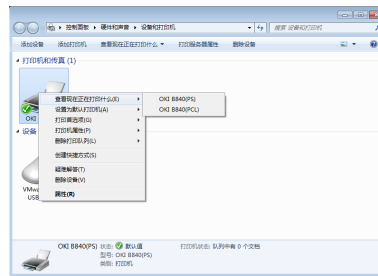 控制面板 ▸ 硬件和声音 ▸ 设备和打印机
搜索 设备和打印机
添加设备 添加打印机 查看现在正在打印什么 打印服务器属性 删除设备
打印机和传真 (1)
查看现在正在打印什么(E)
OKI B840(PS)
设置为默认打印机(A)
OKI B840(PCL)
打印首选项(G)
OKI
打印机属性(P)
设备
删除打印队列(L)
创建快捷方式(S)
疑难解答(T)
删除设备(V)
VMwa
USB
属性(R)
OKI B840(PS) 状态: 默认值 打印机状态: 队列中有 0 个文档
型号: OKI B840(PS)
类别: 打印机